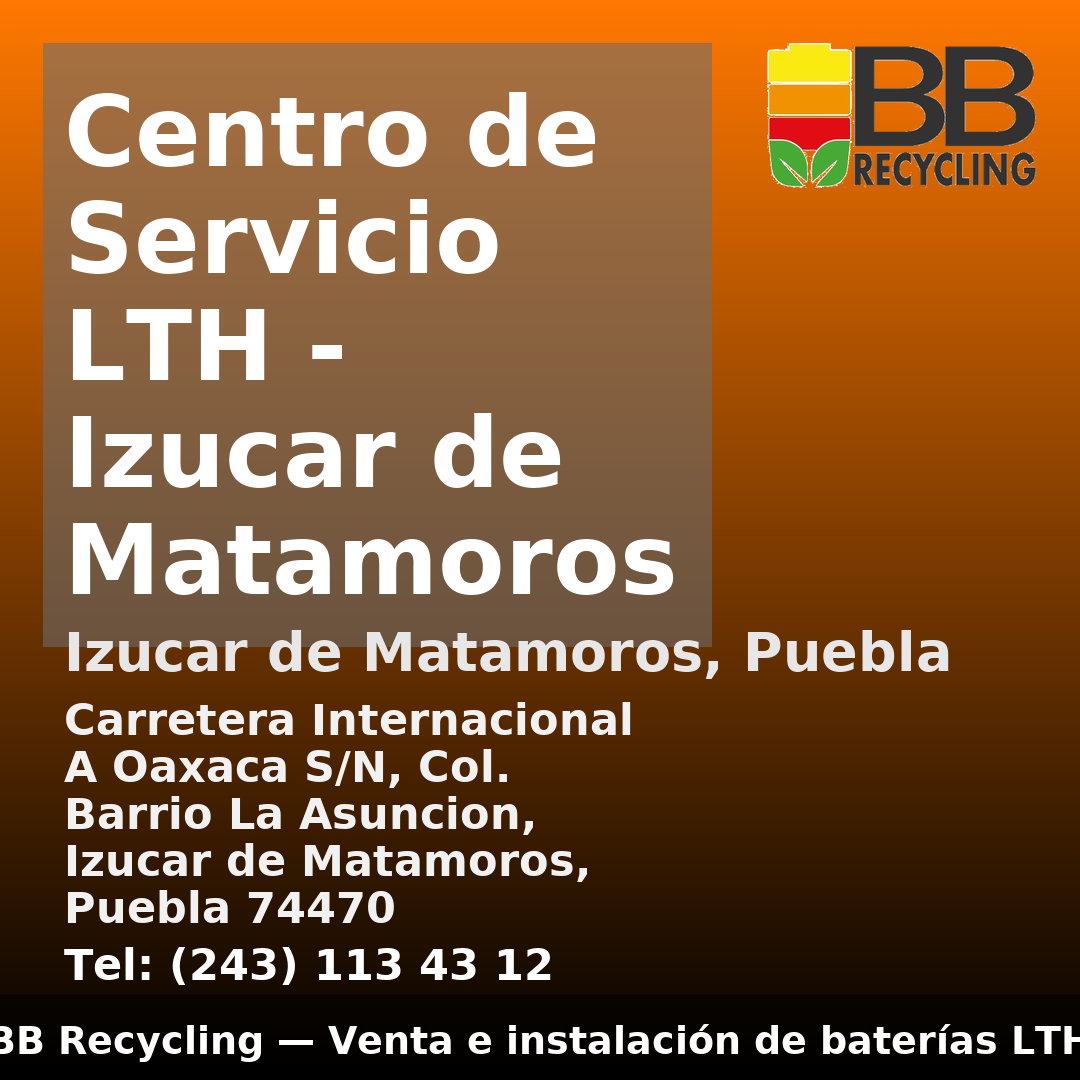 Centro de
Servicio
LTH -
Izucar de
Matamoros
BB
RECYCLING
Izucar de Matamoros, Puebla
Carretera Internacional
A Oaxaca S/N, Col.
Barrio La Asuncion,
Izucar de Matamoros,
Puebla 74470
Tel: (243) 113 43 12
BB Recycling — Venta e instalación de baterías LTH